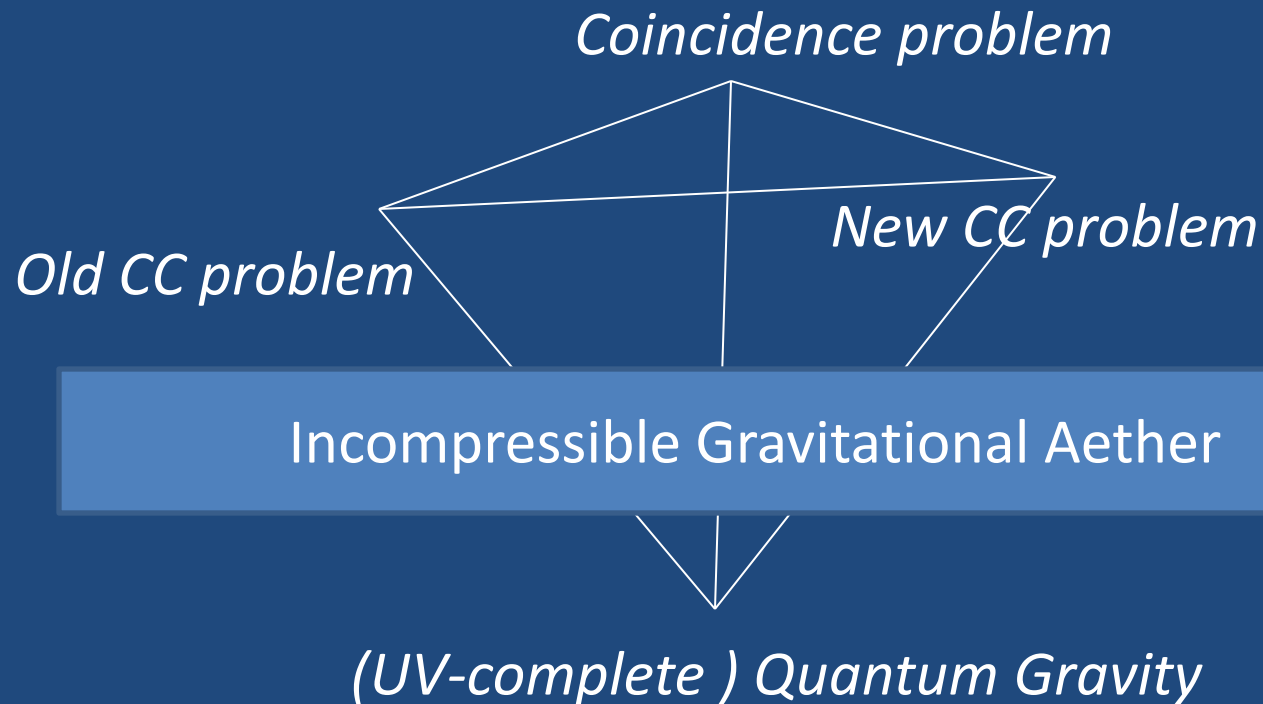 Coincidence problem
New CC problem
Old CC problem
Incompressible Gravitational Aether
(UV-complete ) Quantum Gravity